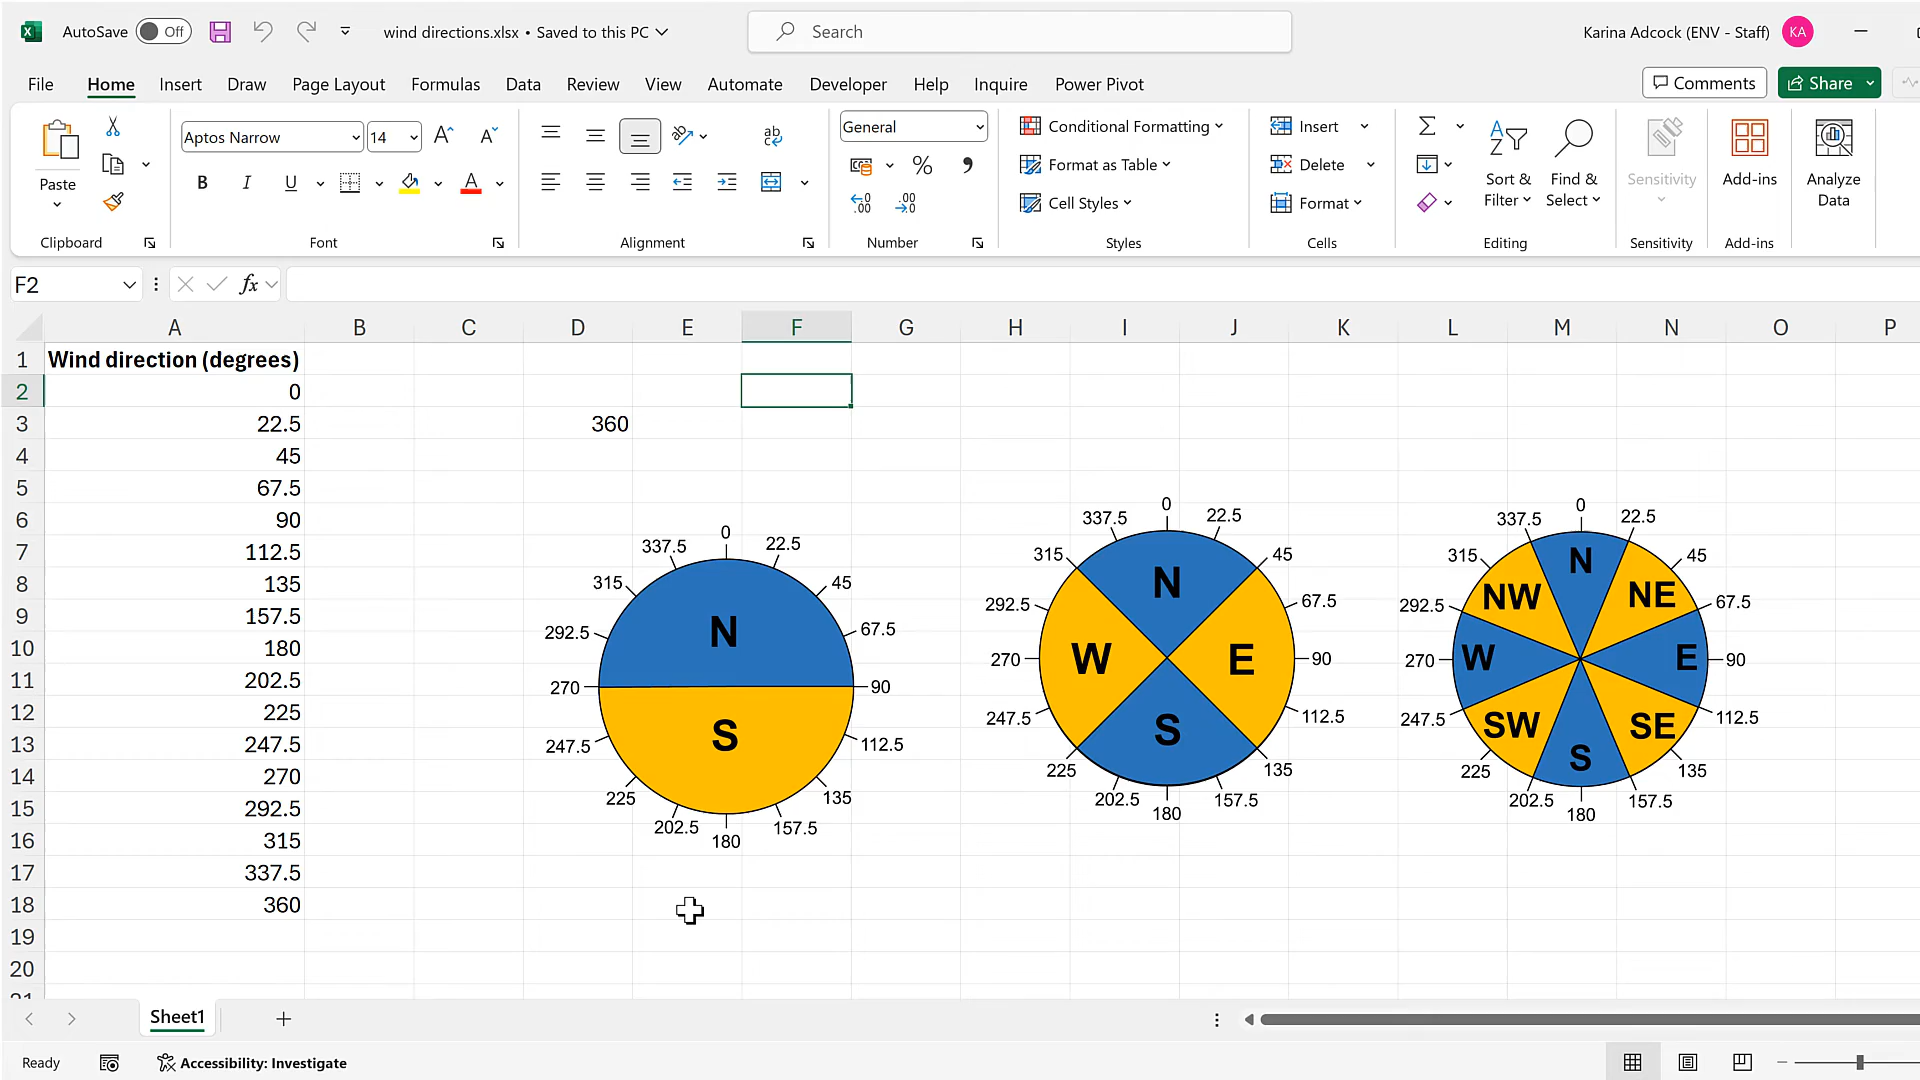 AutoSave Off wind directions.xlsx • Saved to this PC Search Karina Adcock (ENV - Staff) KA
File Home Insert Draw Page Layout Formulas Data Review View Automate Developer Help Inquire Power Pivot Comments Share
Paste Aptos Narrow 14 General Conditional Formatting Format as Table Cell Styles Insert Delete Format Sort & Filter Find & Select Sensitivity Add-ins Analyze Data
B I U A ab % .00
Clipboard Font Alignment Number Styles Cells Editing Sensitivity Add-ins
F2 fx
A B C D E F G H I J K L M N O P
1 Wind direction (degrees)
2 0
3 22.5 360
4 45
5 67.5
6 90
7 112.5
8 135
9 157.5
10 180
11 202.5
12 225
13 247.5
14 270
15 292.5
16 315
17 337.5
18 360
19
20
21
0 22.5 45 67.5 90 112.5 135 157.5 180 202.5 225 247.5 270 292.5 315 337.5
N
S
0 22.5 45 67.5 90 112.5 135 157.5 180 202.5 225 247.5 270 292.5 315 337.5
N
W E
S
0 22.5 45 67.5 90 112.5 135 157.5 180 202.5 225 247.5 270 292.5 315 337.5
N
NW NE
W E
SW SE
S
Sheet1
Ready Accessibility: Investigate